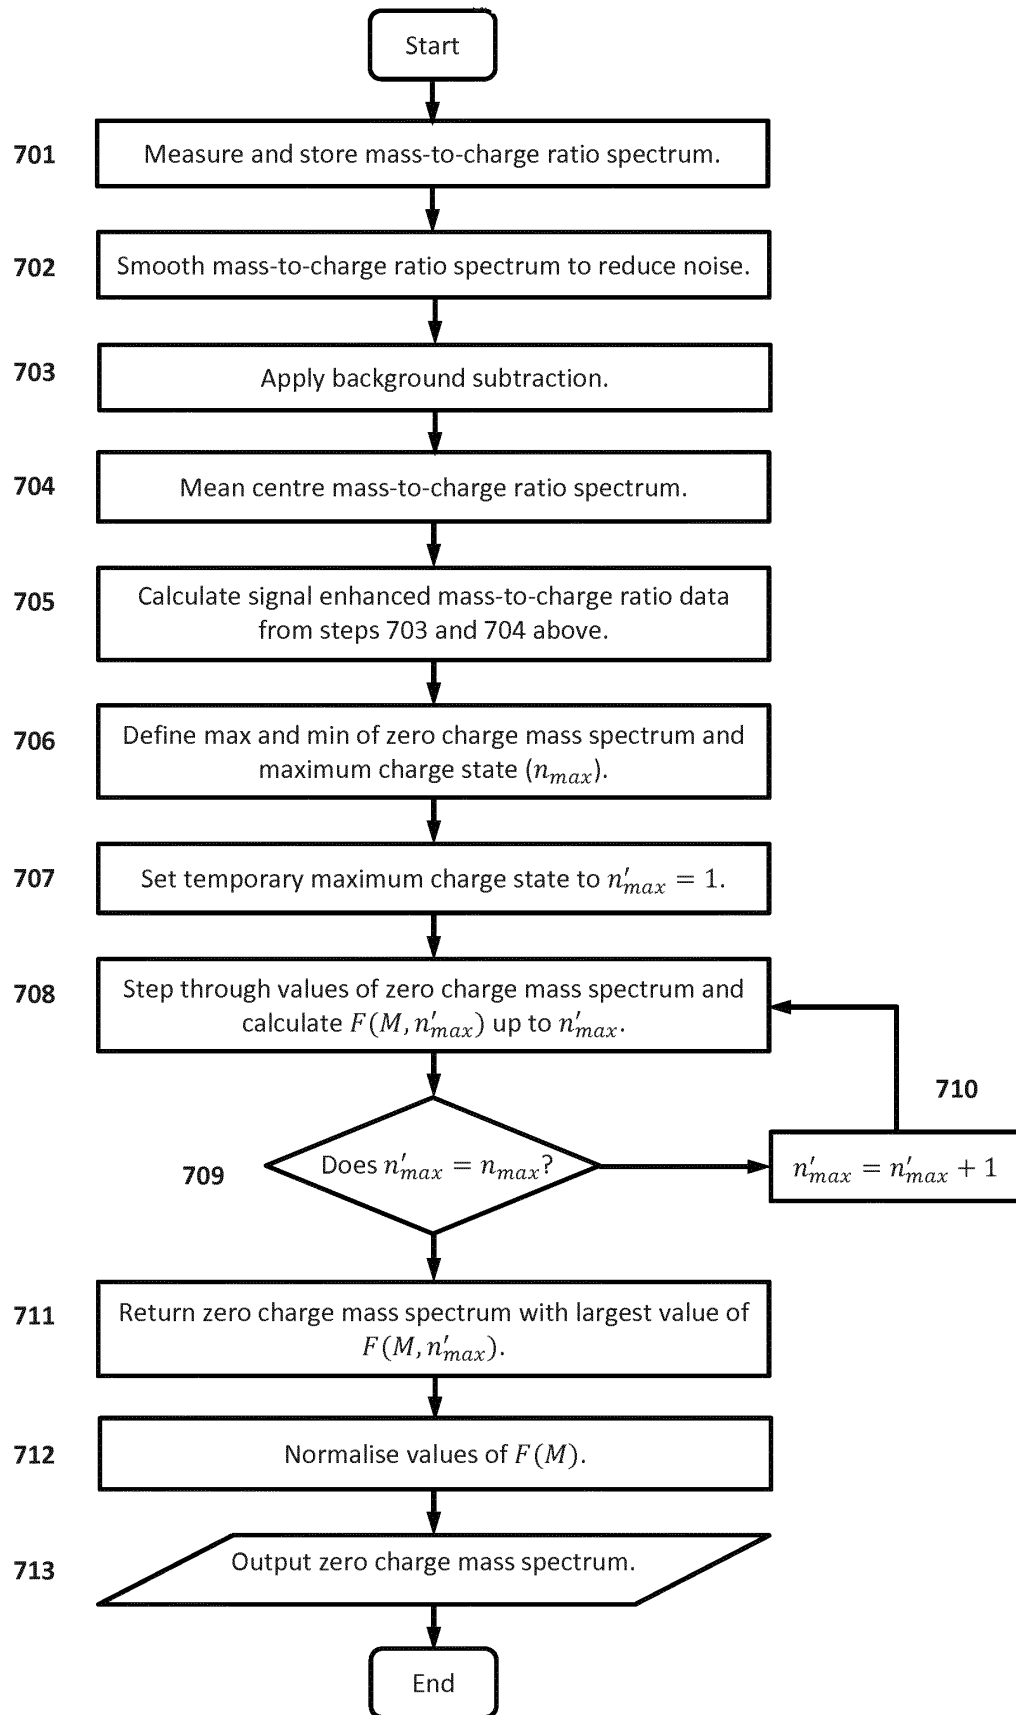 Start
701
Measure and store mass-to-charge ratio spectrum.
702
Smooth mass-to-charge ratio spectrum to reduce noise.
703
Apply background subtraction.
704
Mean centre mass-to-charge ratio spectrum.
705
Calculate signal enhanced mass-to-charge ratio data
from steps 703 and 704 above.
706
Define max and min of zero charge mass spectrum and
maximum charge state (n_max).
707
Set temporary maximum charge state to n′_max = 1.
708
Step through values of zero charge mass spectrum and
calculate F(M, n′_max) up to n′_max.
709
Does n′_max = n_max?
710
n′_max = n′_max + 1
711
Return zero charge mass spectrum with largest value of
F(M, n′_max).
712
Normalise values of F(M).
713
Output zero charge mass spectrum.
End